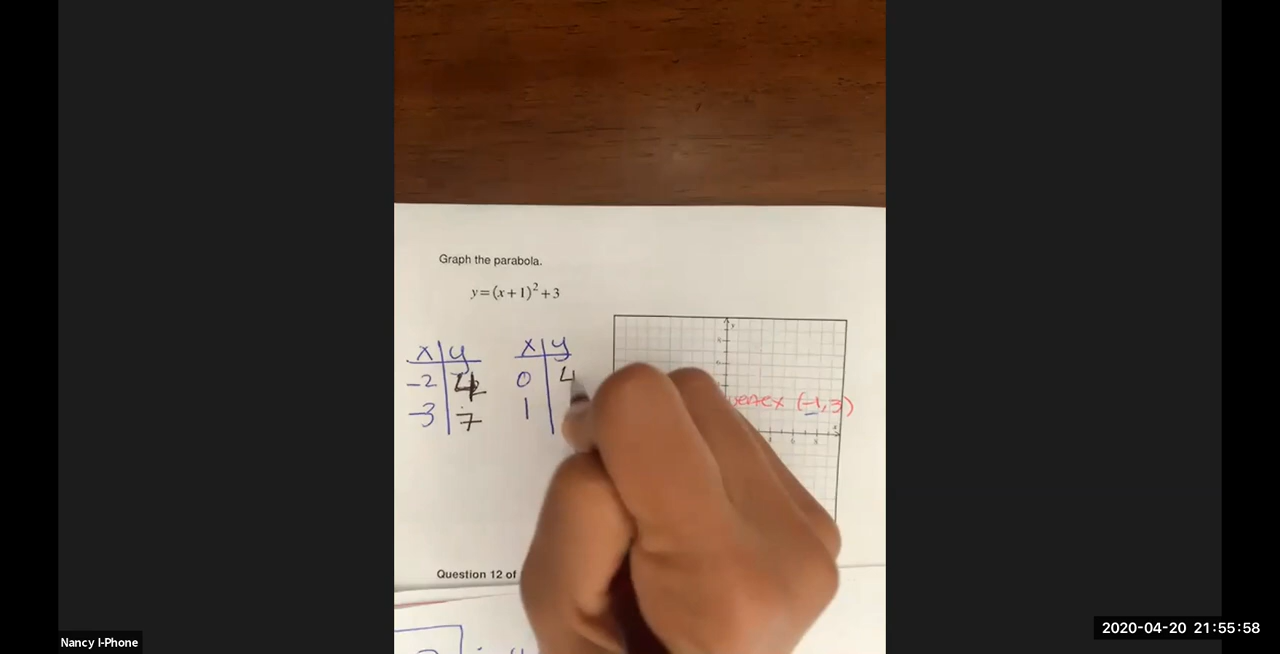 Graph the parabola.
y=(x+1)²+3
x y
-2 4
-3 7
x y
0 4
1
y
vertex (-1,3)
x
Question 12 of
Nancy I-Phone
2020-04-20 21:55:58